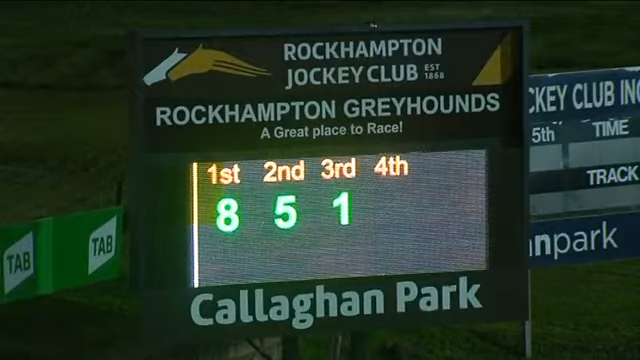 ROCKHAMPTON
JOCKEY CLUB EST 1868
ROCKHAMPTON GREYHOUNDS
A Great place to Race!
1st 2nd 3rd 4th
8 5 1
Callaghan Park
TAB TAB
CKEY CLUB INC
5th TIME
TRACK
npark